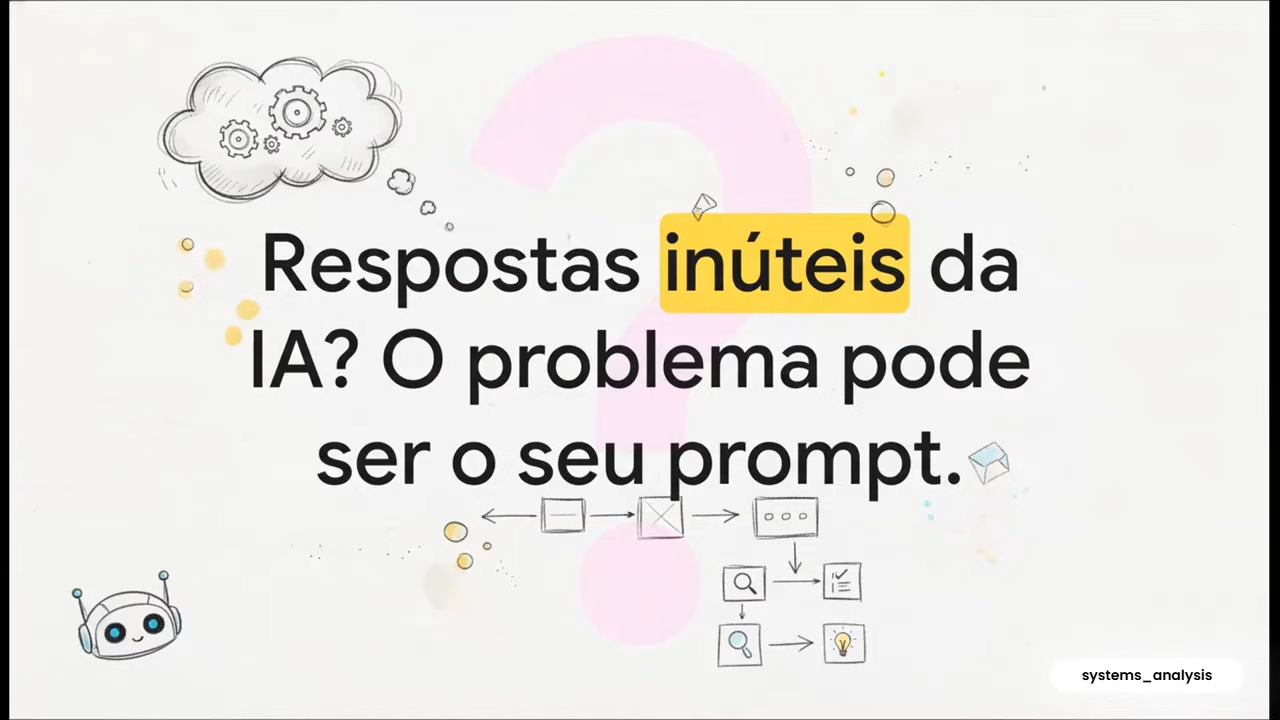 Respostas inúteis da
IA? O problema pode
ser o seu prompt.
systems_analysis